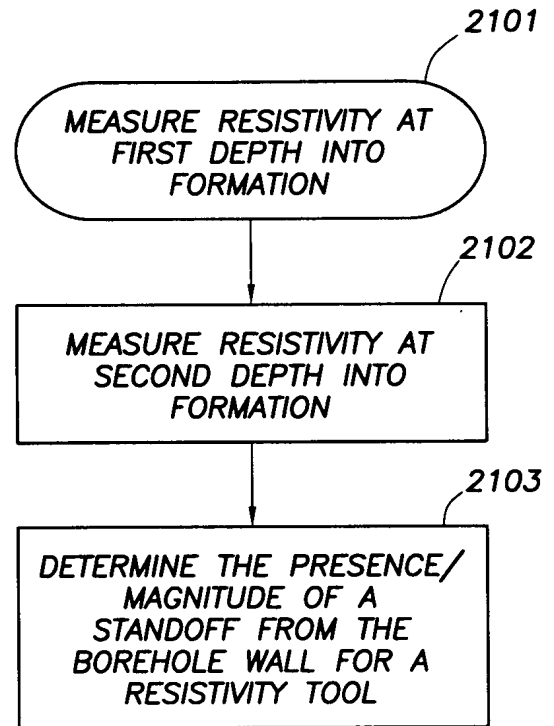 2101
MEASURE RESISTIVITY AT
FIRST DEPTH INTO
FORMATION
2102
MEASURE RESISTIVITY AT
SECOND DEPTH INTO
FORMATION
2103
DETERMINE THE PRESENCE/
MAGNITUDE OF A
STANDOFF FROM THE
BOREHOLE WALL FOR A
RESISTIVITY TOOL